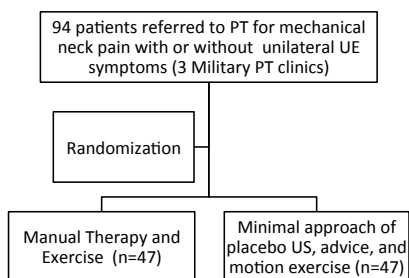 94 patients referred to PT for mechanical
neck pain with or without  unilateral UE
symptoms (3 Military PT clinics)
Randomization
Manual Therapy and
Exercise  (n=47)
Minimal approach of
placebo US, advice, and
motion exercise (n=47)